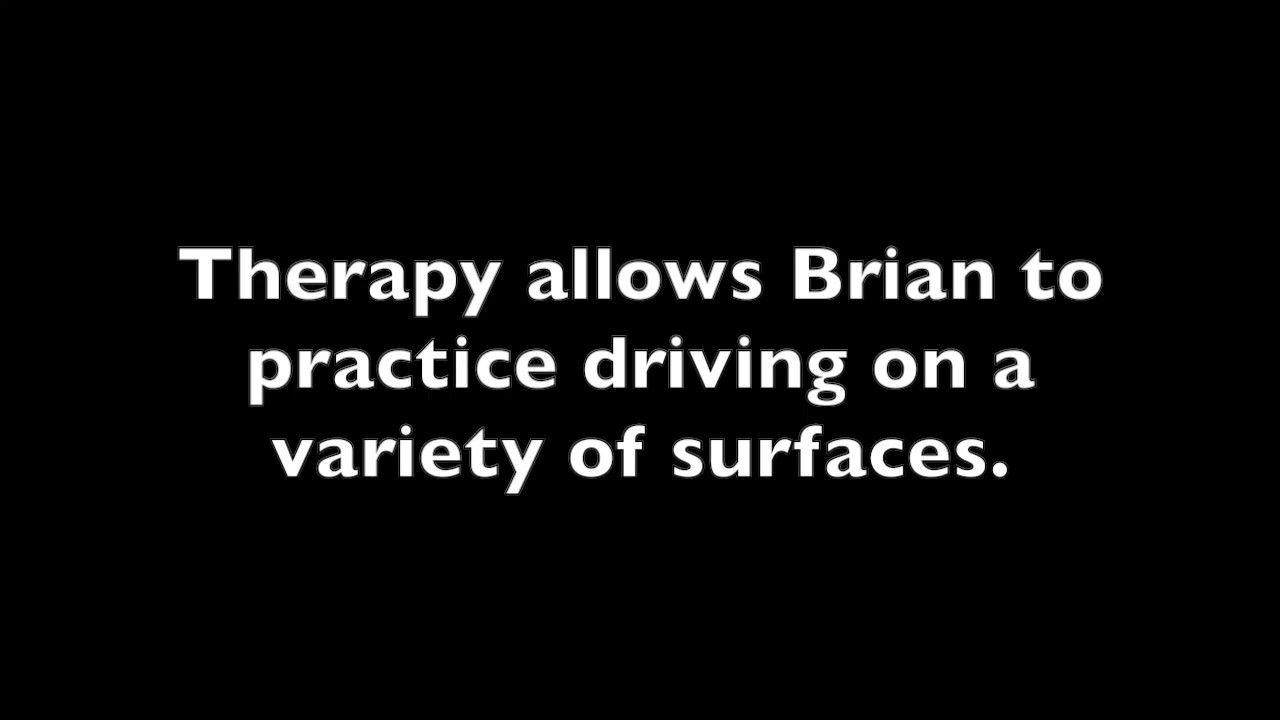 Therapy allows Brian to
practice driving on a
variety of surfaces.